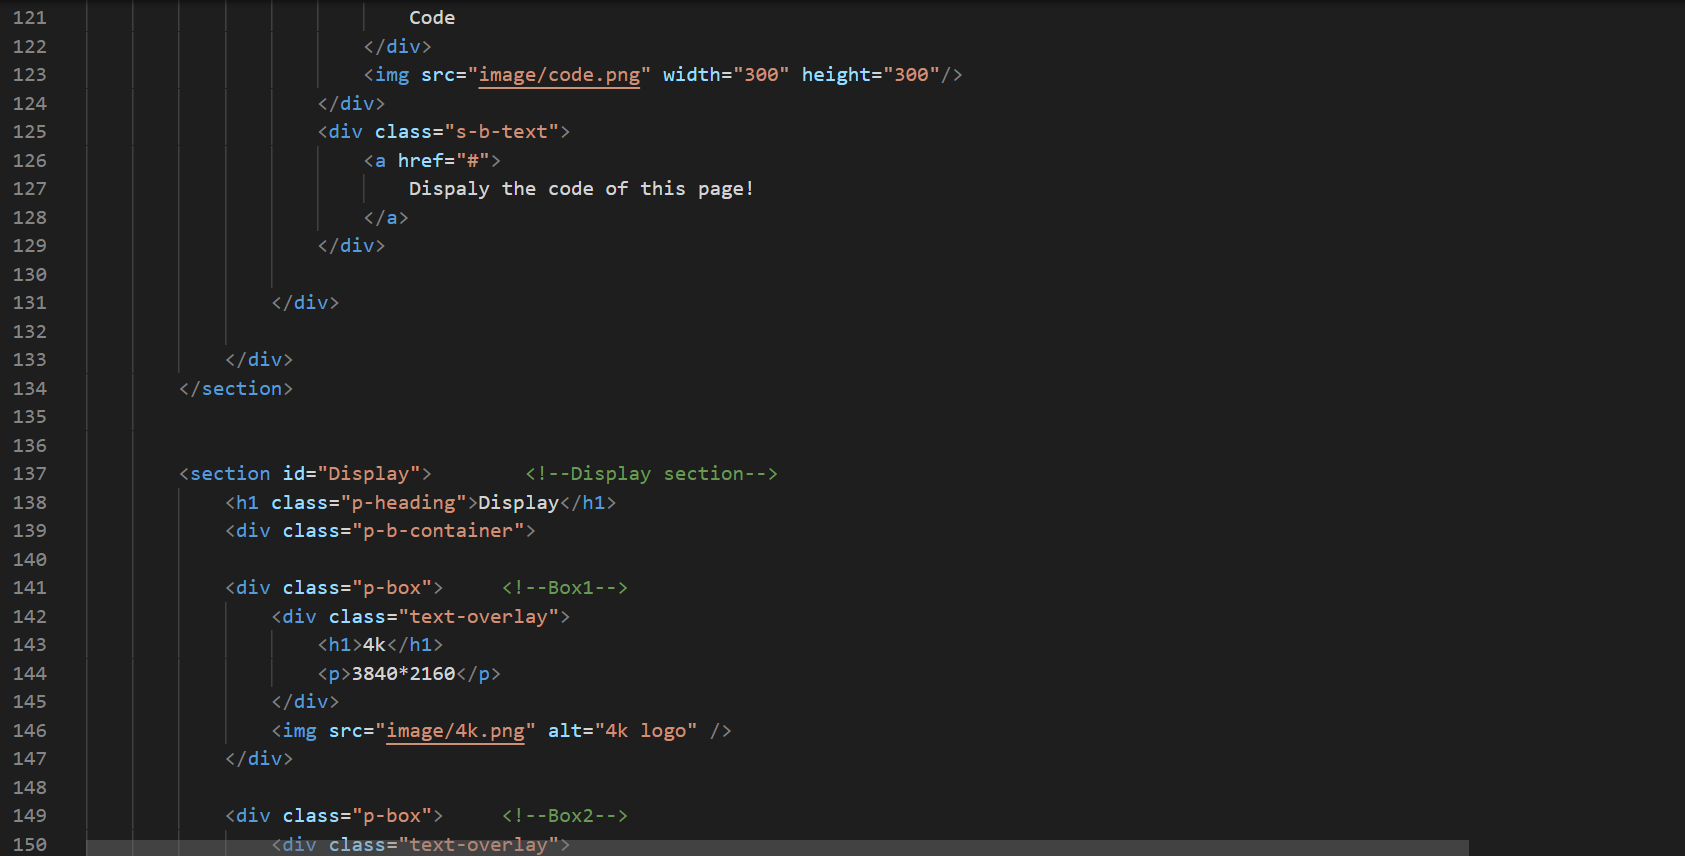 121 Code
122 </div>
123 <img src="image/code.png" width="300" height="300"/>
124 </div>
125 <div class="s-b-text">
126 <a href="#">
127 Dispaly the code of this page!
128 </a>
129 </div>
130
131 </div>
132
133 </div>
134 </section>
135
136
137 <section id="Display"> <!--Display section-->
138 <h1 class="p-heading">Display</h1>
139 <div class="p-b-container">
140
141 <div class="p-box"> <!--Box1-->
142 <div class="text-overlay">
143 <h1>4k</h1>
144 <p>3840*2160</p>
145 </div>
146 <img src="image/4k.png" alt="4k logo" />
147 </div>
148
149 <div class="p-box"> <!--Box2-->
150 <div class="text-overlay">